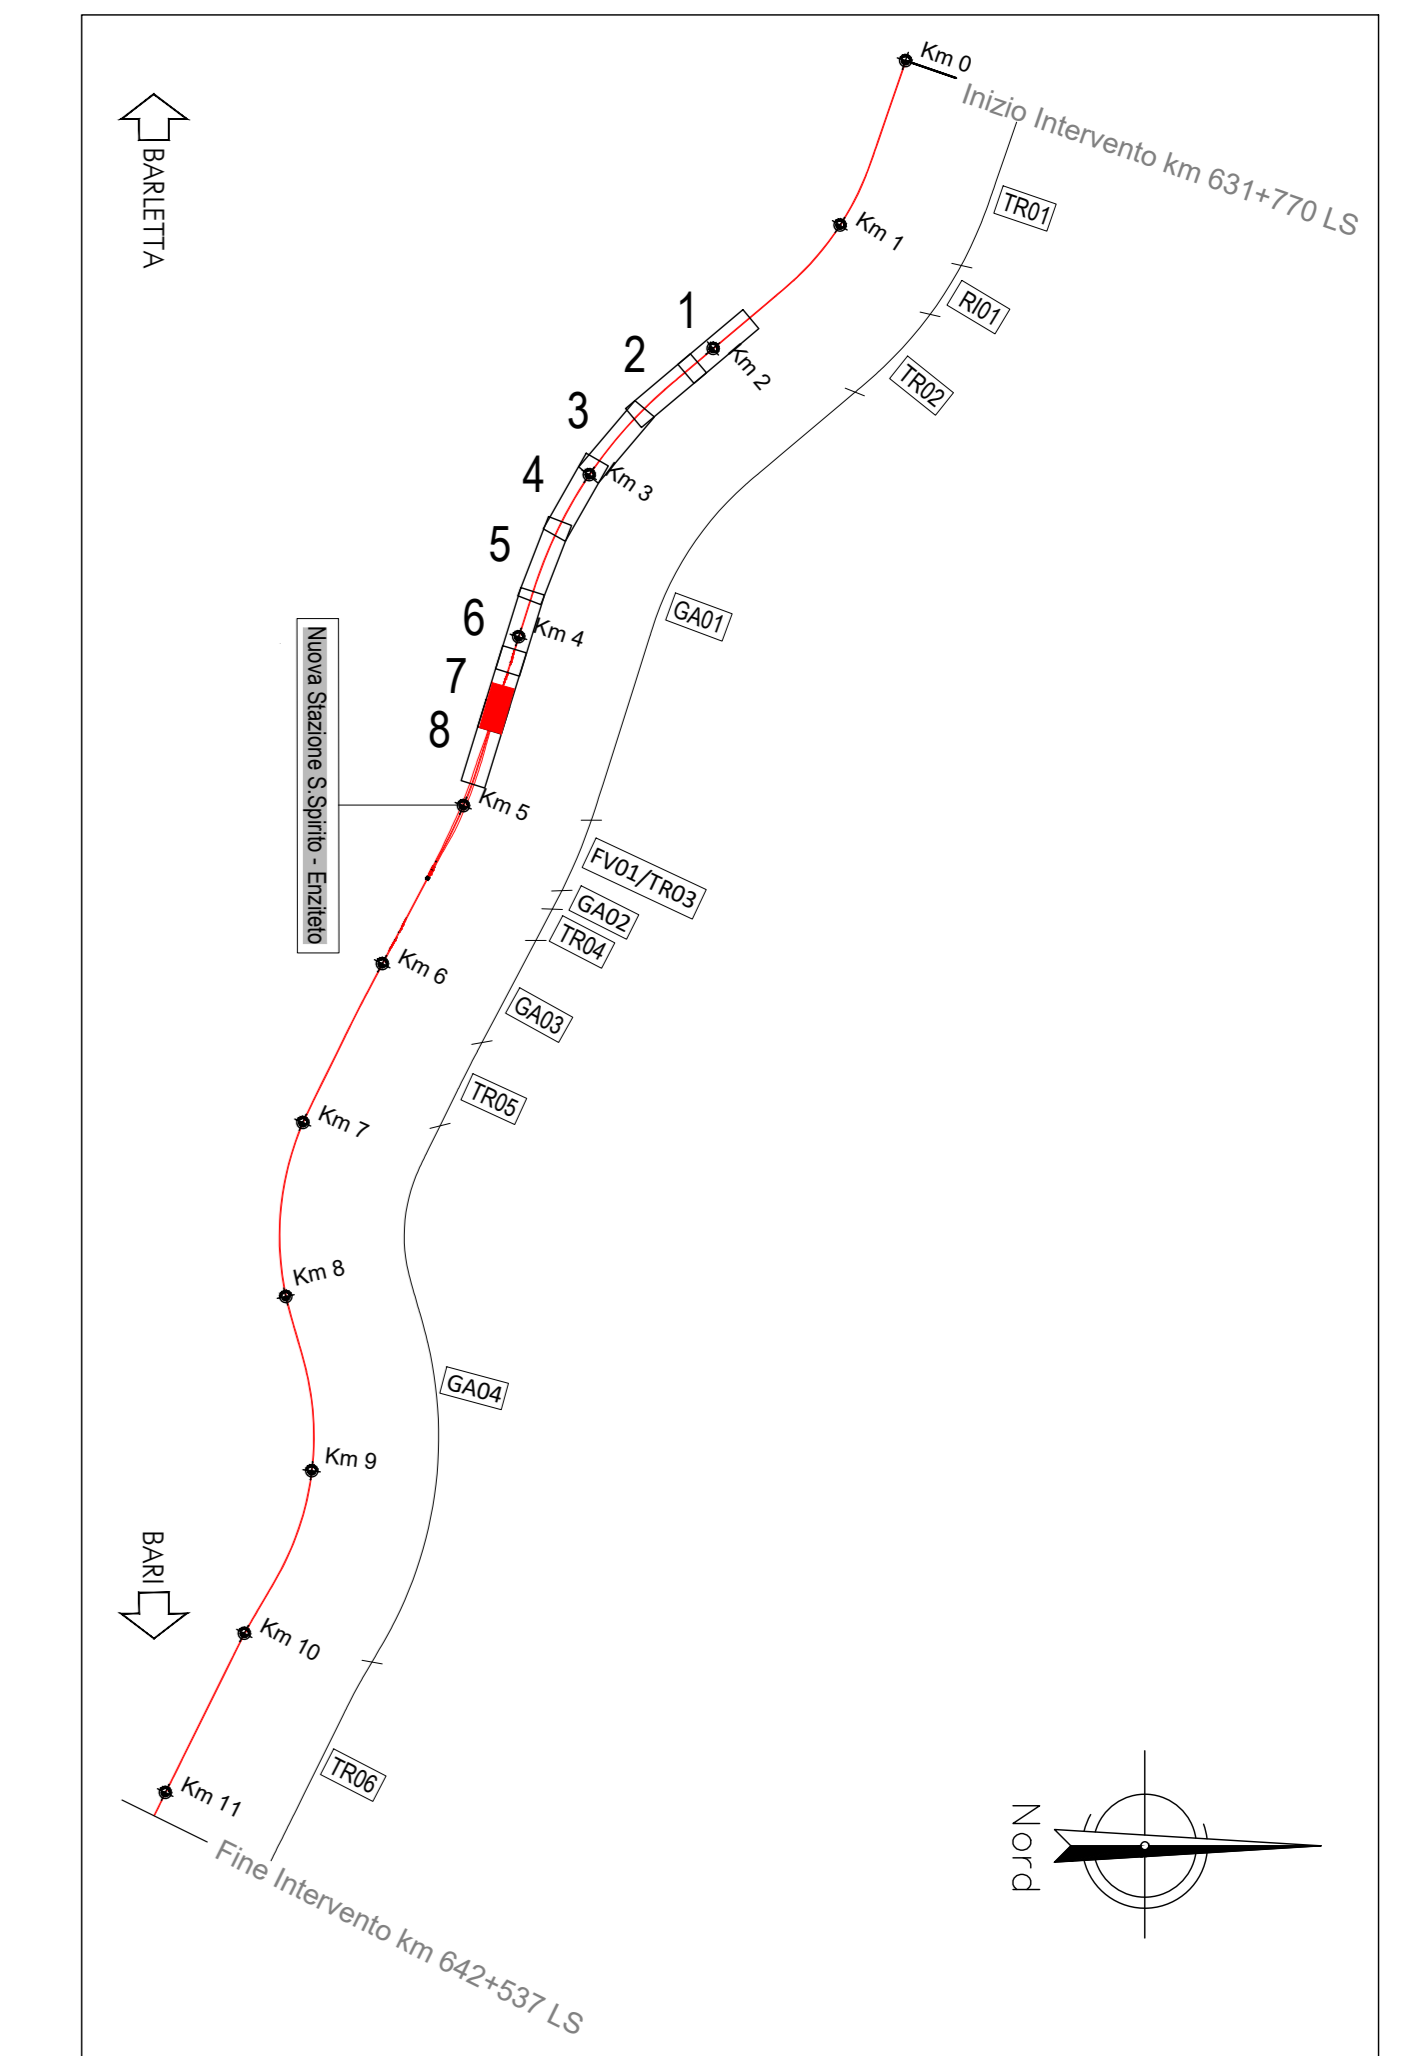 Km 0
Inizio Intervento km 631+770 LS
BARLETTA
TR01
Km 1
RI01
1
Km 2
2
TR02
3
Km 3
4
5
GA01
6
Km 4
Nuova Stazione S.Spirito - Enziteto
7
8
Km 5
FV01/TR03
GA02
TR04
Km 6
GA03
TR05
Km 7
Km 8
GA04
Km 9
BARI
Km 10
TR06
Km 11
Nord
Fine Intervento km 642+537 LS